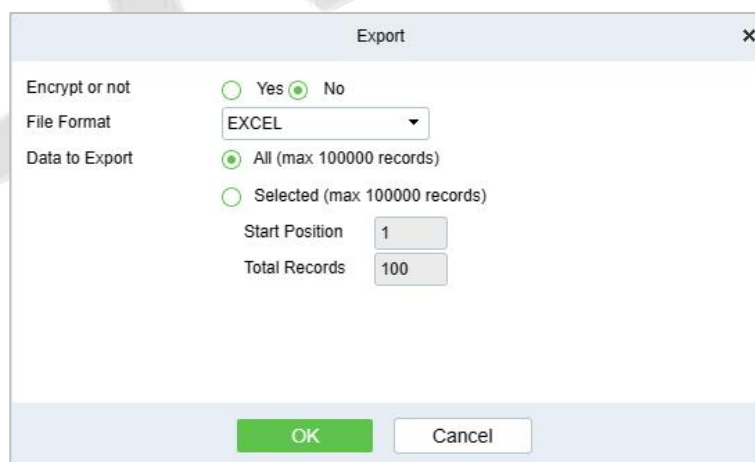 Export
Encrypt or not Yes No
File Format EXCEL
Data to Export All (max 100000 records)
Selected (max 100000 records)
Start Position 1
Total Records 100
OK Cancel